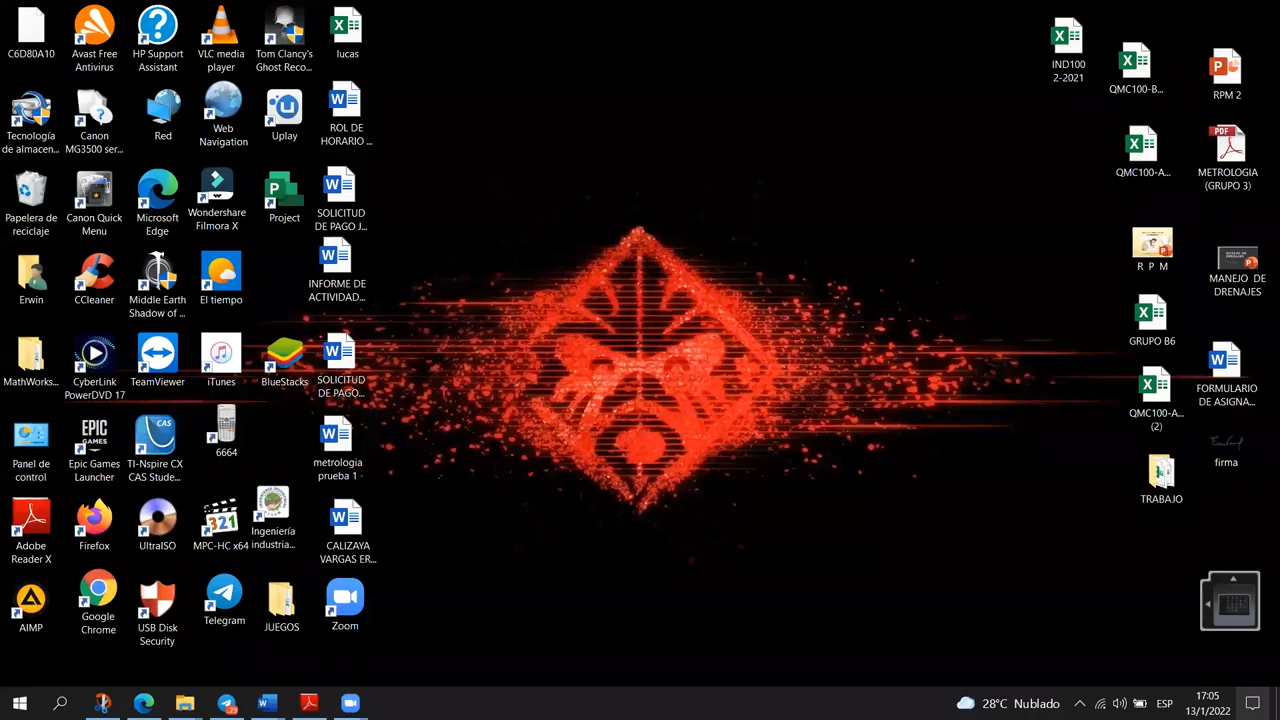 C6D80A10
Avast Free
Antivirus
HP Support
Assistant
VLC media
player
Tom Clancy's
Ghost Reco...
lucas
Tecnología
de almacen...
Canon
MG3500 ser...
Red
Web
Navigation
Uplay
ROL DE
HORARIO ...
Papelera de
reciclaje
Canon Quick
Menu
Microsoft
Edge
Wondershare
Filmora X
Project
SOLICITUD
DE PAGO J...
Erwin
CCleaner
Middle Earth
Shadow of ...
El tiempo
INFORME DE
ACTIVIDAD...
MathWorks...
CyberLink
PowerDVD 17
TeamViewer
iTunes
BlueStacks
SOLICITUD
DE PAGO...
Panel de
control
EPIC
GAMES
Epic Games
Launcher
CAS
TI-Nspire CX
CAS Stude...
6664
metrologia
prueba 1
Adobe
Reader X
Firefox
UltraISO
321
MPC-HC x64
Ingeniería
industria...
CALIZAYA
VARGAS ER...
AIMP
Google
Chrome
USB Disk
Security
Telegram
JUEGOS
Zoom
IND100
2-2021
QMC100-B...
RPM 2
QMC100-A...
PDF
METROLOGIA
(GRUPO 3)
R P M
MANEJO DE
DRENAJES
GRUPO B6
FORMULARIO
DE ASIGNA...
QMC100-A...
(2)
firma
TRABAJO
28°C Nublado
ESP
17:05
13/1/2022